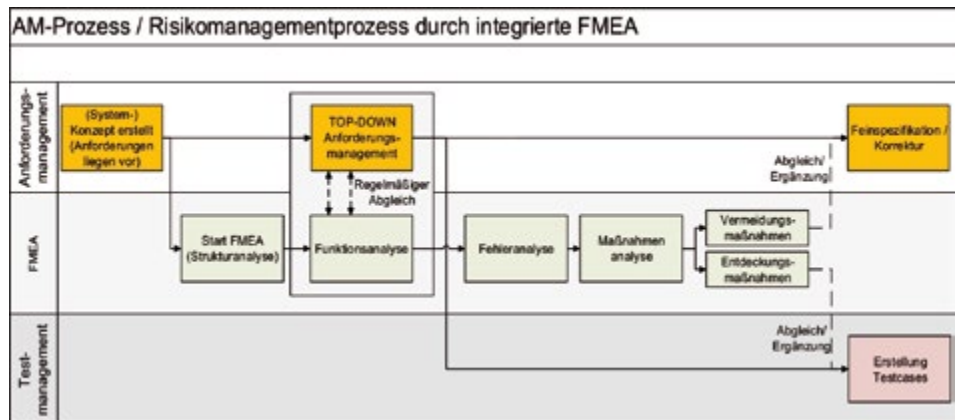 AM-Prozess / Risikomanagementprozess durch integrierte FMEA
Anforderungs-
management
(System-)
Konzept erstellt
(Anforderungen
liegen vor)
TOP-DOWN
Anforderungs-
management
Feinspezifikation /
Korrektur
Regelmäßiger
Abgleich
Abgleich/
Ergänzung
FMEA
Start FMEA
(Strukturanalyse)
Funktionsanalyse
Fehleranalyse
Maßnahmen
analyse
Vermeidungs-
maßnahmen
Entdeckungs-
maßnahmen
Test-
management
Abgleich/
Ergänzung
Erstellung
Testcases